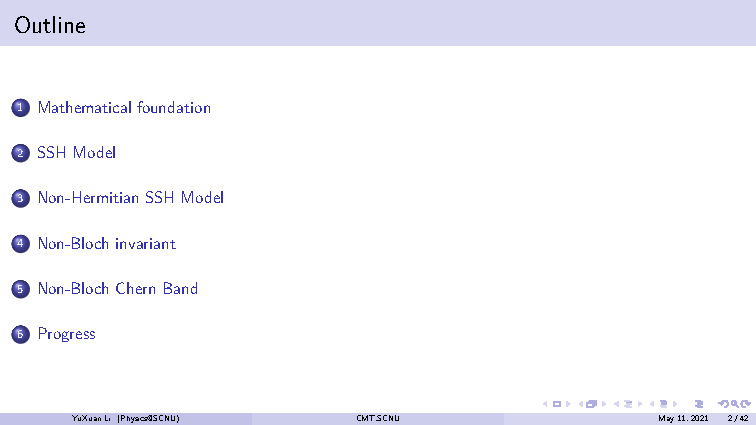 Outline
1 Mathematical foundation
2 SSH Model
3 Non-Hermitian SSH Model
4 Non-Bloch invariant
5 Non-Bloch Chern Band
6 Progress
YuXuan Li (Physcs@SCNU) CMT.SCNU May 11, 2021 2 / 42